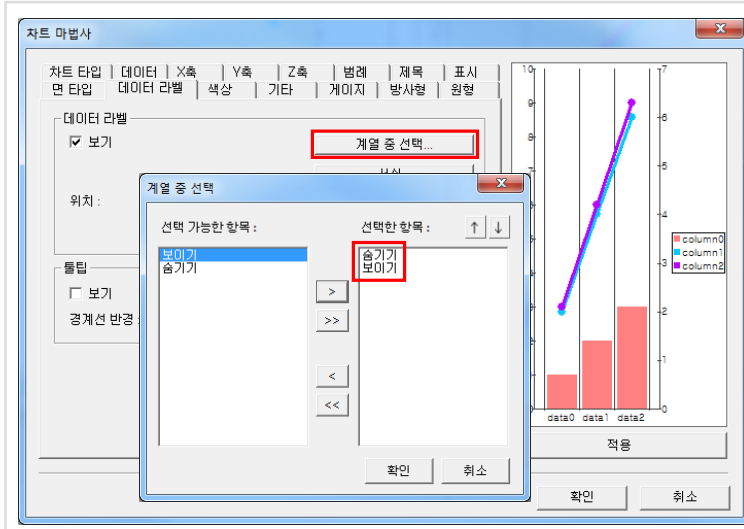 차트 마법사
차트 타입 데이터 X축 Y축 Z축 범례 제목 표시
면 타입 데이터 라벨 색상 기타 게이지 방사형 원형
데이터 라벨
보기
계열 중 선택...
위치 :
툴팁
보기
경계선 반경 :
계열 중 선택
선택 가능한 항목 :
보이기
숨기기
>
>>
<
<<
선택한 항목 :
↑ ↓
숨기기
보이기
확인 취소
10
9
8
7
6
5
4
3
2
1
0
column0
column1
column2
data0 data1 data2
적용
확인 취소